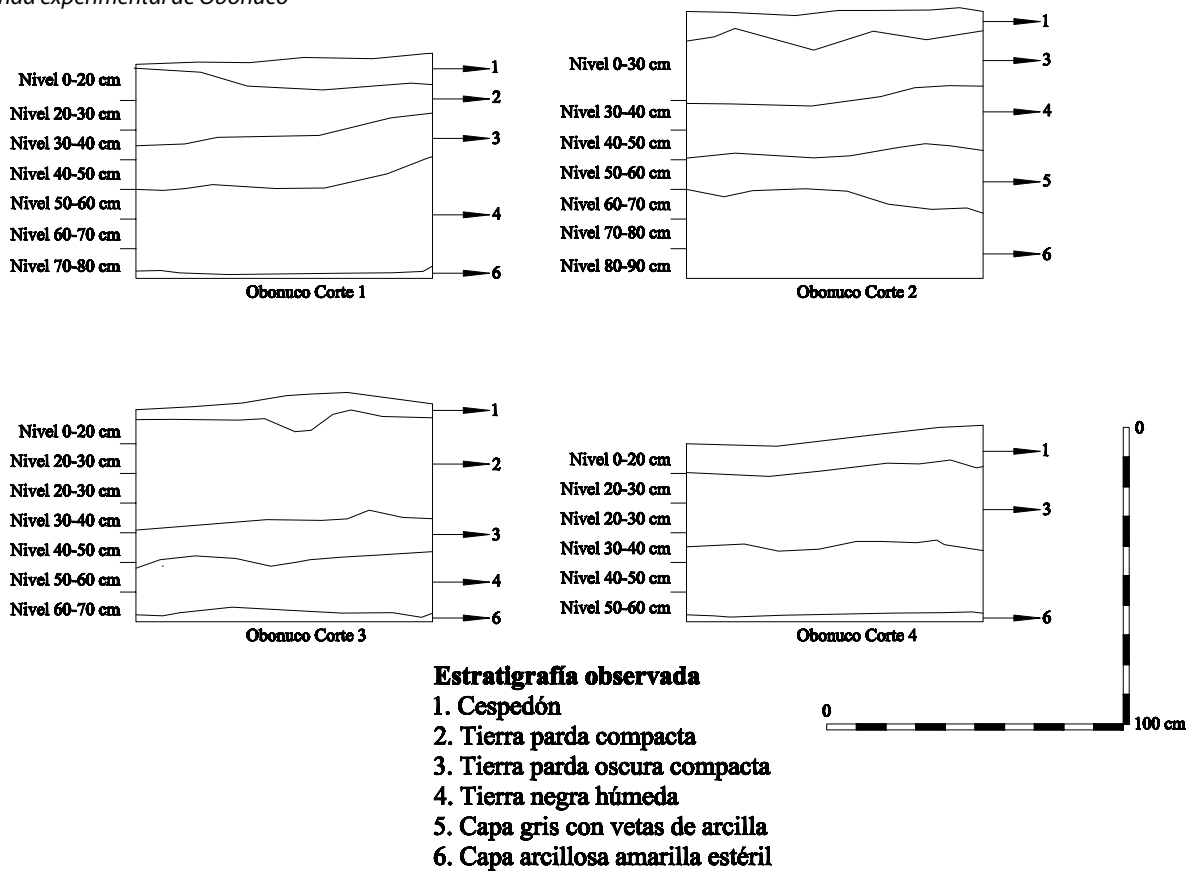 nda experimental de Obonuco
Nivel 0-20 cm
Nivel 20-30 cm
Nivel 30-40 cm
Nivel 40-50 cm
Nivel 50-60 cm
Nivel 60-70 cm
Nivel 70-80 cm
1
2
3
4
6
Obonuco Corte 1
Nivel 0-30 cm
Nivel 30-40 cm
Nivel 40-50 cm
Nivel 50-60 cm
Nivel 60-70 cm
Nivel 70-80 cm
Nivel 80-90 cm
1
3
4
5
6
Obonuco Corte 2
Nivel 0-20 cm
Nivel 20-30 cm
Nivel 20-30 cm
Nivel 30-40 cm
Nivel 40-50 cm
Nivel 50-60 cm
Nivel 60-70 cm
1
2
3
4
6
Obonuco Corte 3
Nivel 0-20 cm
Nivel 20-30 cm
Nivel 20-30 cm
Nivel 30-40 cm
Nivel 40-50 cm
Nivel 50-60 cm
1
3
6
Obonuco Corte 4
0
0
100 cm
Estratigrafía observada
1. Cespedón
2. Tierra parda compacta
3. Tierra parda oscura compacta
4. Tierra negra húmeda
5. Capa gris con vetas de arcilla
6. Capa arcillosa amarilla estéril